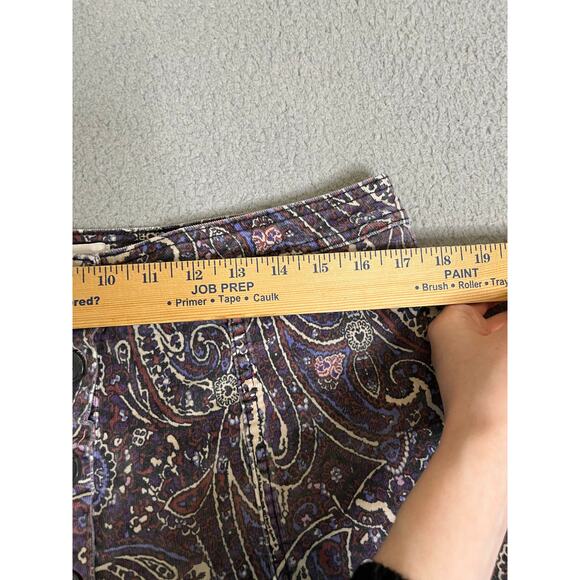 10 11 12 13 14 15 16 17 18 19
JOB PREP
ered? • Primer • Tape • Caulk
PAINT
• Brush • Roller • Tray